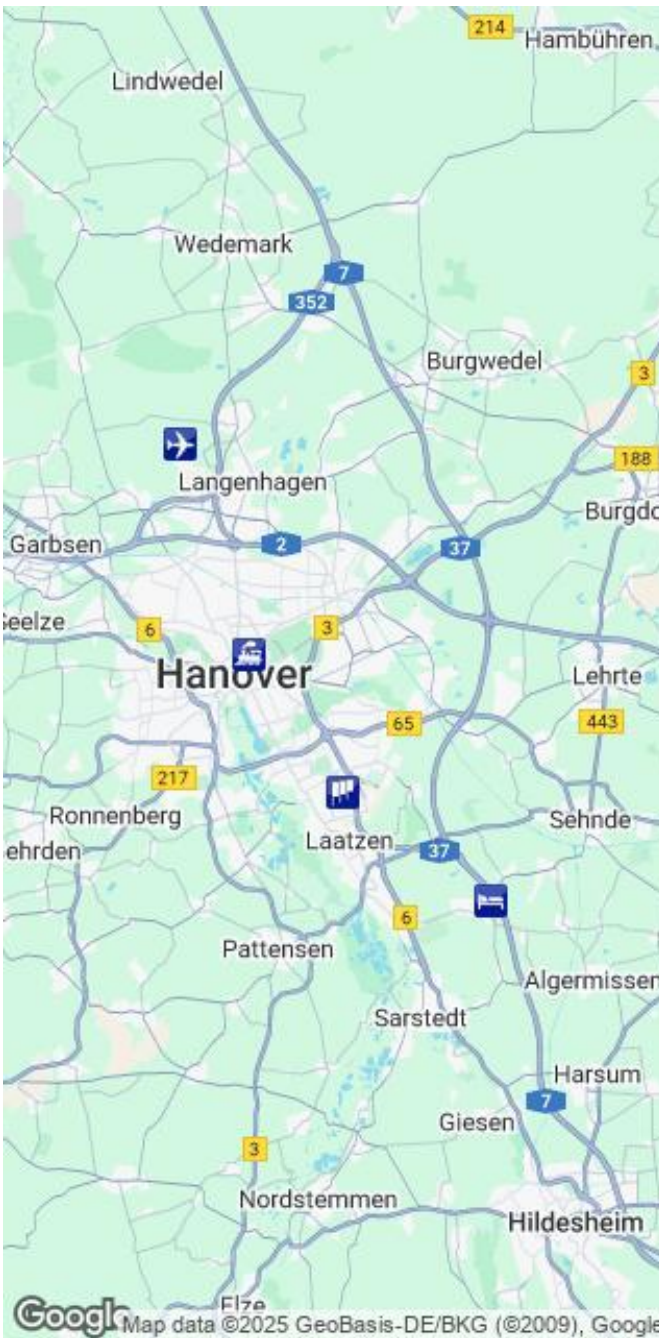 214
Hambühren
Lindwedel
Wedemark
7
352
Burgwedel
3
188
Langenhagen
Burgdo
Garbsen
2
37
Seelze
6
3
Hanover
Lehrte
65
443
217
Ronnenberg
Sehnde
Laatzen
ehrden
37
6
Pattensen
Algermissen
Sarstedt
Harsum
7
Giesen
3
Nordstemmen
Hildesheim
Elze
Google Map data ©2025 GeoBasis-DE/BKG (©2009), Google